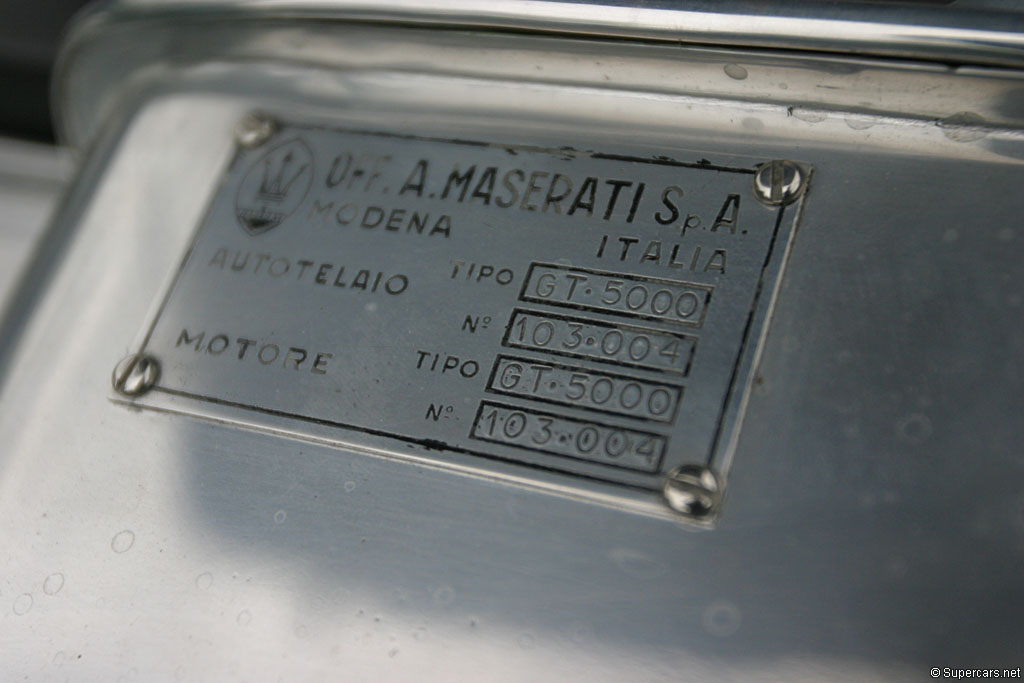 OFF. A. MASERATI S.p.A.
MODENA ITALIA
AUTOTELAIO TIPO GT·5000
Nº 103·004
MOTORE TIPO GT·5000
Nº 103·004
© Supercars.net